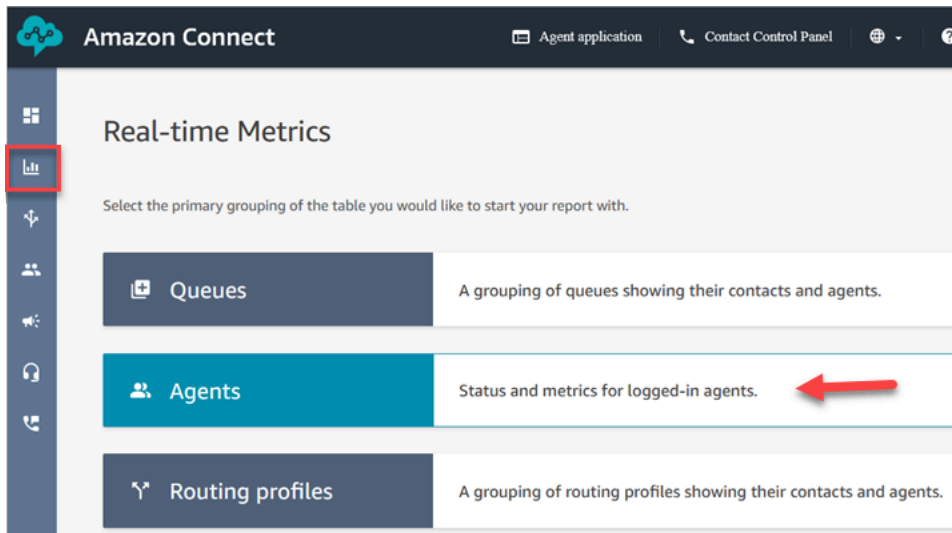 Amazon Connect
Agent application
Contact Control Panel
Real-time Metrics
Select the primary grouping of the table you would like to start your report with.
Queues
A grouping of queues showing their contacts and agents.
Agents
Status and metrics for logged-in agents.
Routing profiles
A grouping of routing profiles showing their contacts and agents.